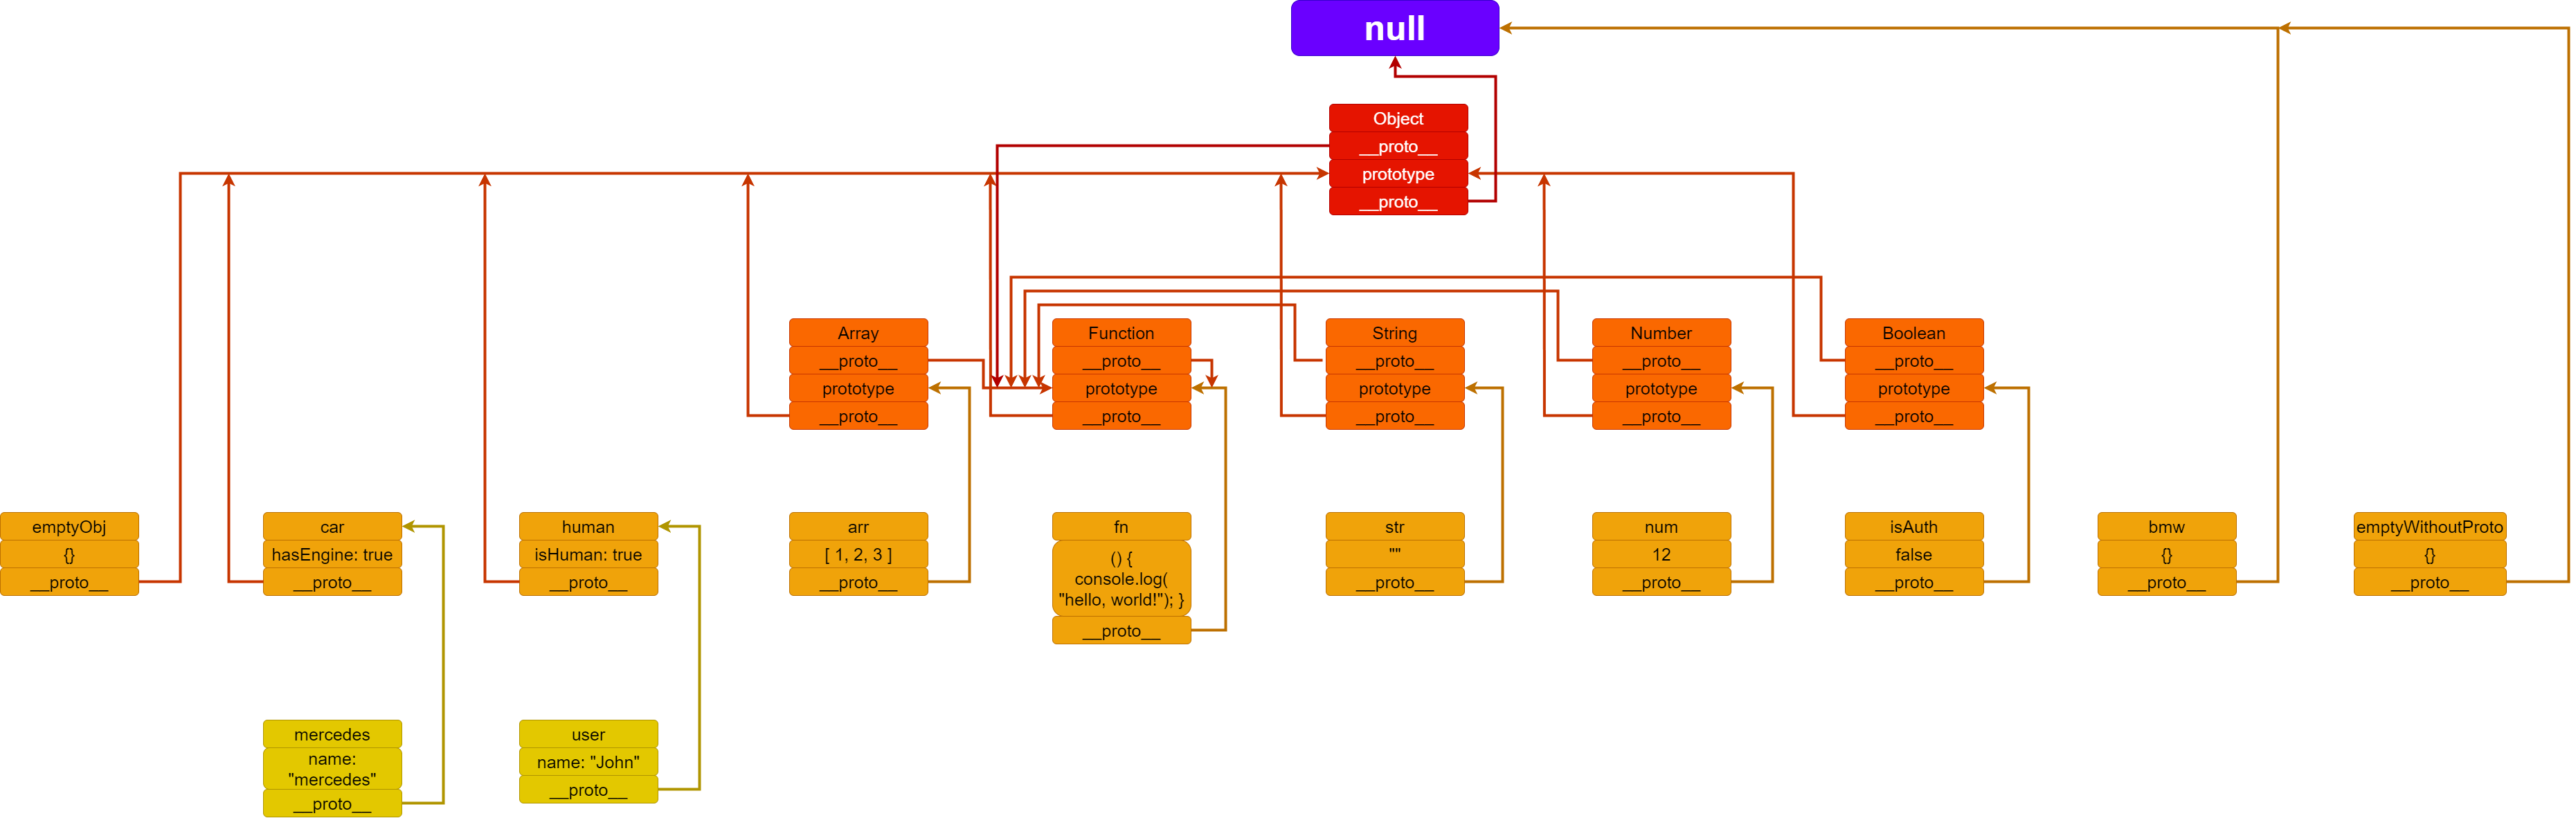 null
Object
__proto__
prototype
__proto__
Array
__proto__
prototype
__proto__
Function
__proto__
prototype
__proto__
String
__proto__
prototype
__proto__
Number
__proto__
prototype
__proto__
Boolean
__proto__
prototype
__proto__
emptyObj
{}
__proto__
car
hasEngine: true
__proto__
human
isHuman: true
__proto__
arr
[ 1, 2, 3 ]
__proto__
fn
() {
console.log(
"hello, world!"); }
__proto__
str
""
__proto__
num
12
__proto__
isAuth
false
__proto__
bmw
{}
__proto__
emptyWithoutProto
{}
__proto__
mercedes
name:
"mercedes"
__proto__
user
name: "John"
__proto__